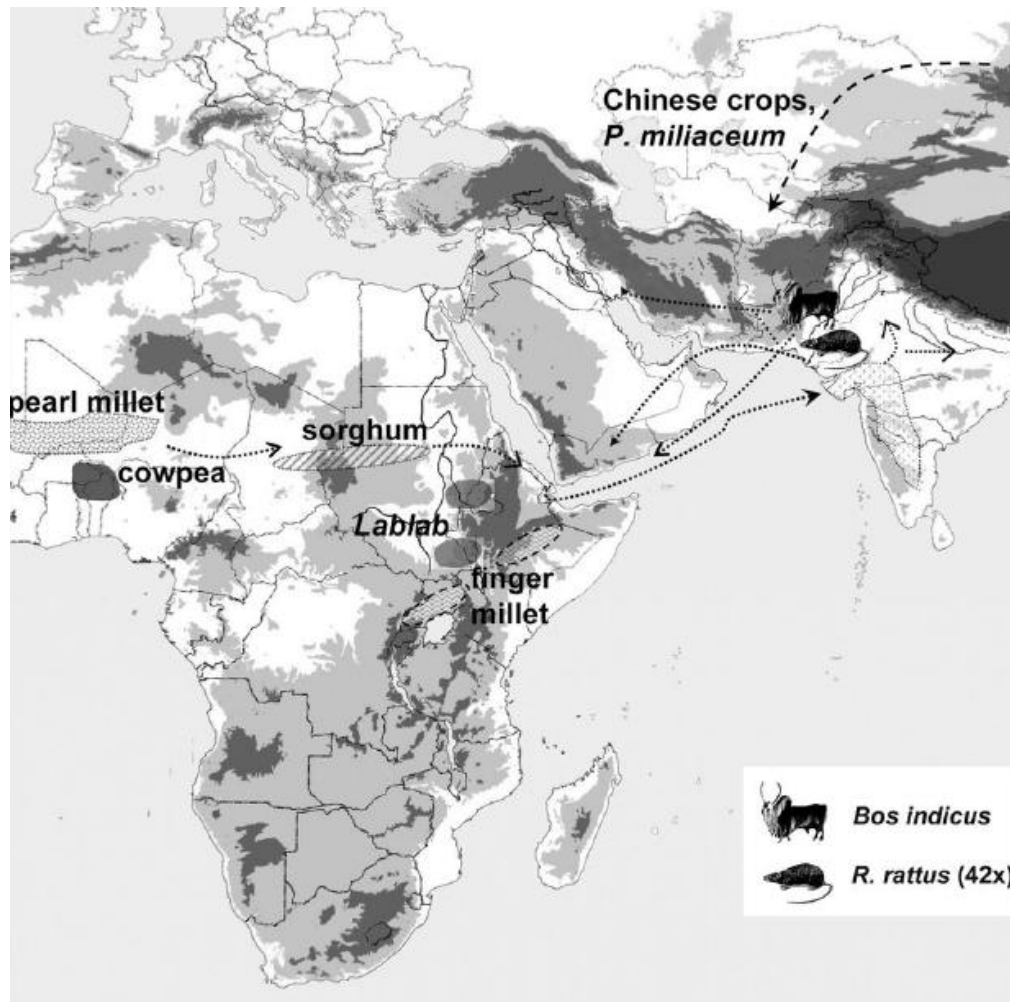 Chinese crops,
P. miliaceum
pearl millet
sorghum
cowpea
Lablab
finger
millet
Bos indicus
R. rattus (42x)